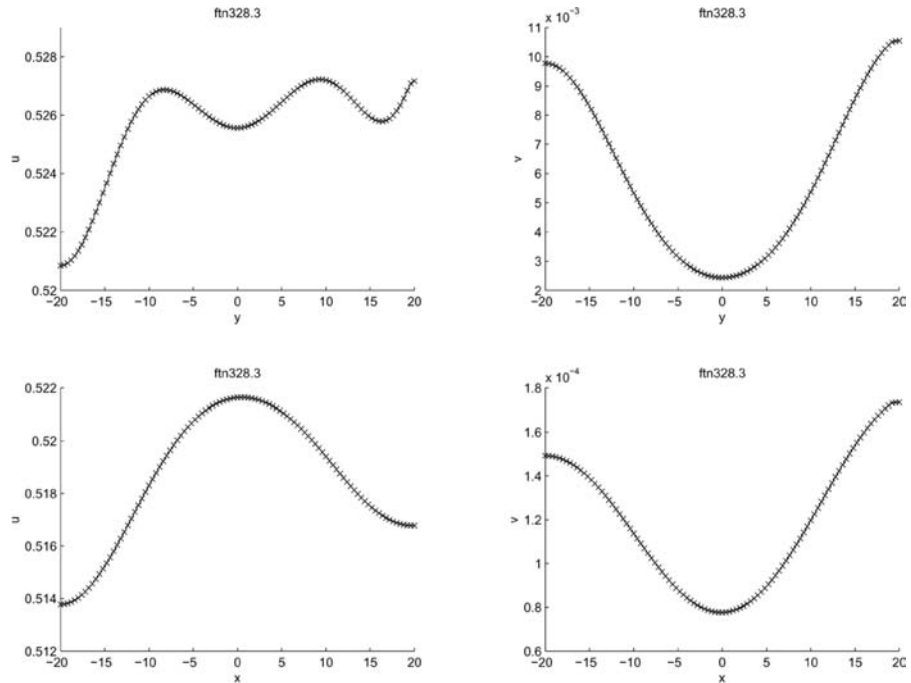 ftn328.3
0.528
0.526
0.524
0.522
0.52
−20 −15 −10 −5 0 5 10 15 20
y
u
ftn328.3
x 10⁻³
11
10
9
8
7
6
5
4
3
2
−20 −15 −10 −5 0 5 10 15 20
y
v
ftn328.3
0.522
0.52
0.518
0.516
0.514
0.512
−20 −15 −10 −5 0 5 10 15 20
x
u
ftn328.3
x 10⁻⁴
1.8
1.6
1.4
1.2
1
0.8
0.6
−20 −15 −10 −5 0 5 10 15 20
x
v